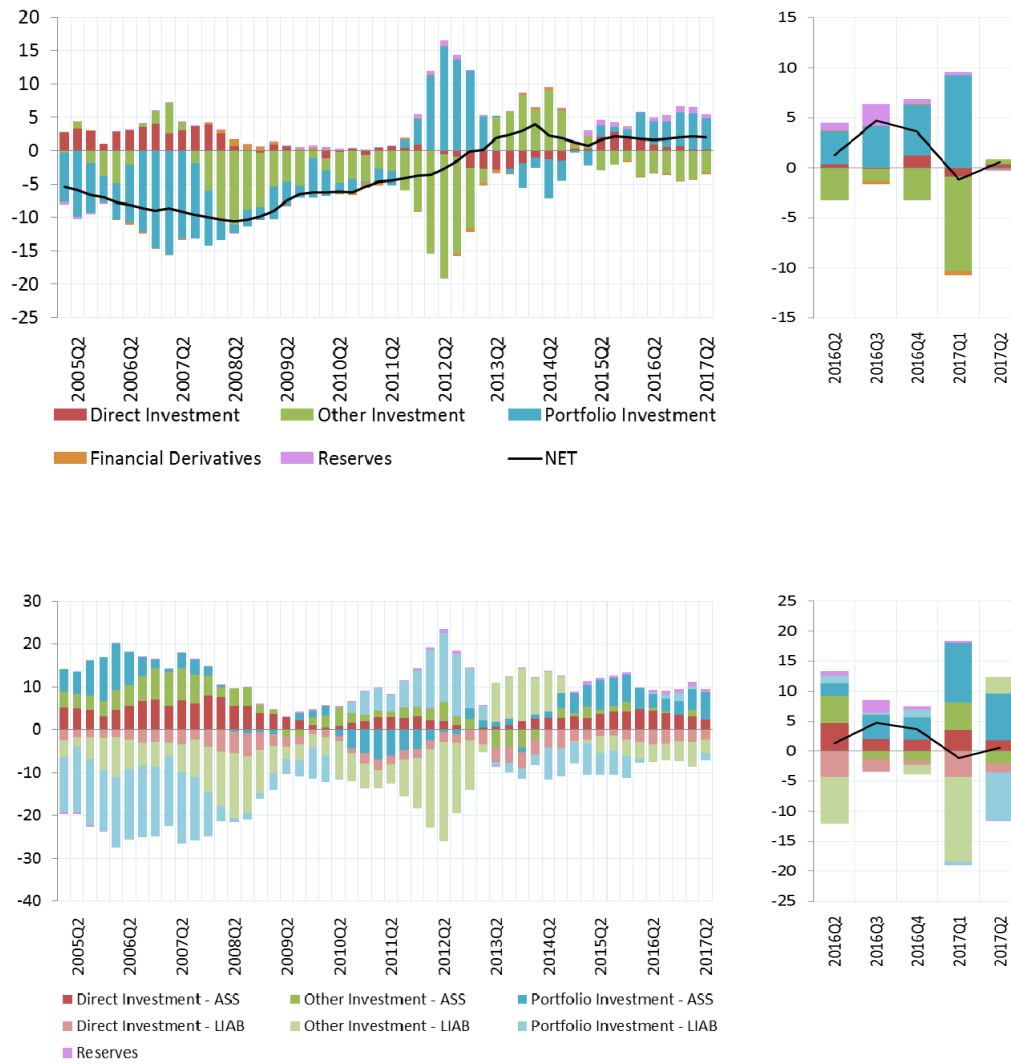 20
15
10
5
0
-5
-10
-15
-20
-25
2005Q2
2006Q2
2007Q2
2008Q2
2009Q2
2010Q2
2011Q2
2012Q2
2013Q2
2014Q2
2015Q2
2016Q2
2017Q2
Direct Investment
Other Investment
Portfolio Investment
Financial Derivatives
Reserves
NET
15
10
5
0
-5
-10
-15
2016Q2
2016Q3
2016Q4
2017Q1
2017Q2
30
20
10
0
-10
-20
-30
-40
2005Q2
2006Q2
2007Q2
2008Q2
2009Q2
2010Q2
2011Q2
2012Q2
2013Q2
2014Q2
2015Q2
2016Q2
2017Q2
Direct Investment - ASS
Other Investment - ASS
Portfolio Investment - ASS
Direct Investment - LIAB
Other Investment - LIAB
Portfolio Investment - LIAB
Reserves
25
20
15
10
5
0
-5
-10
-15
-20
-25
2016Q2
2016Q3
2016Q4
2017Q1
2017Q2